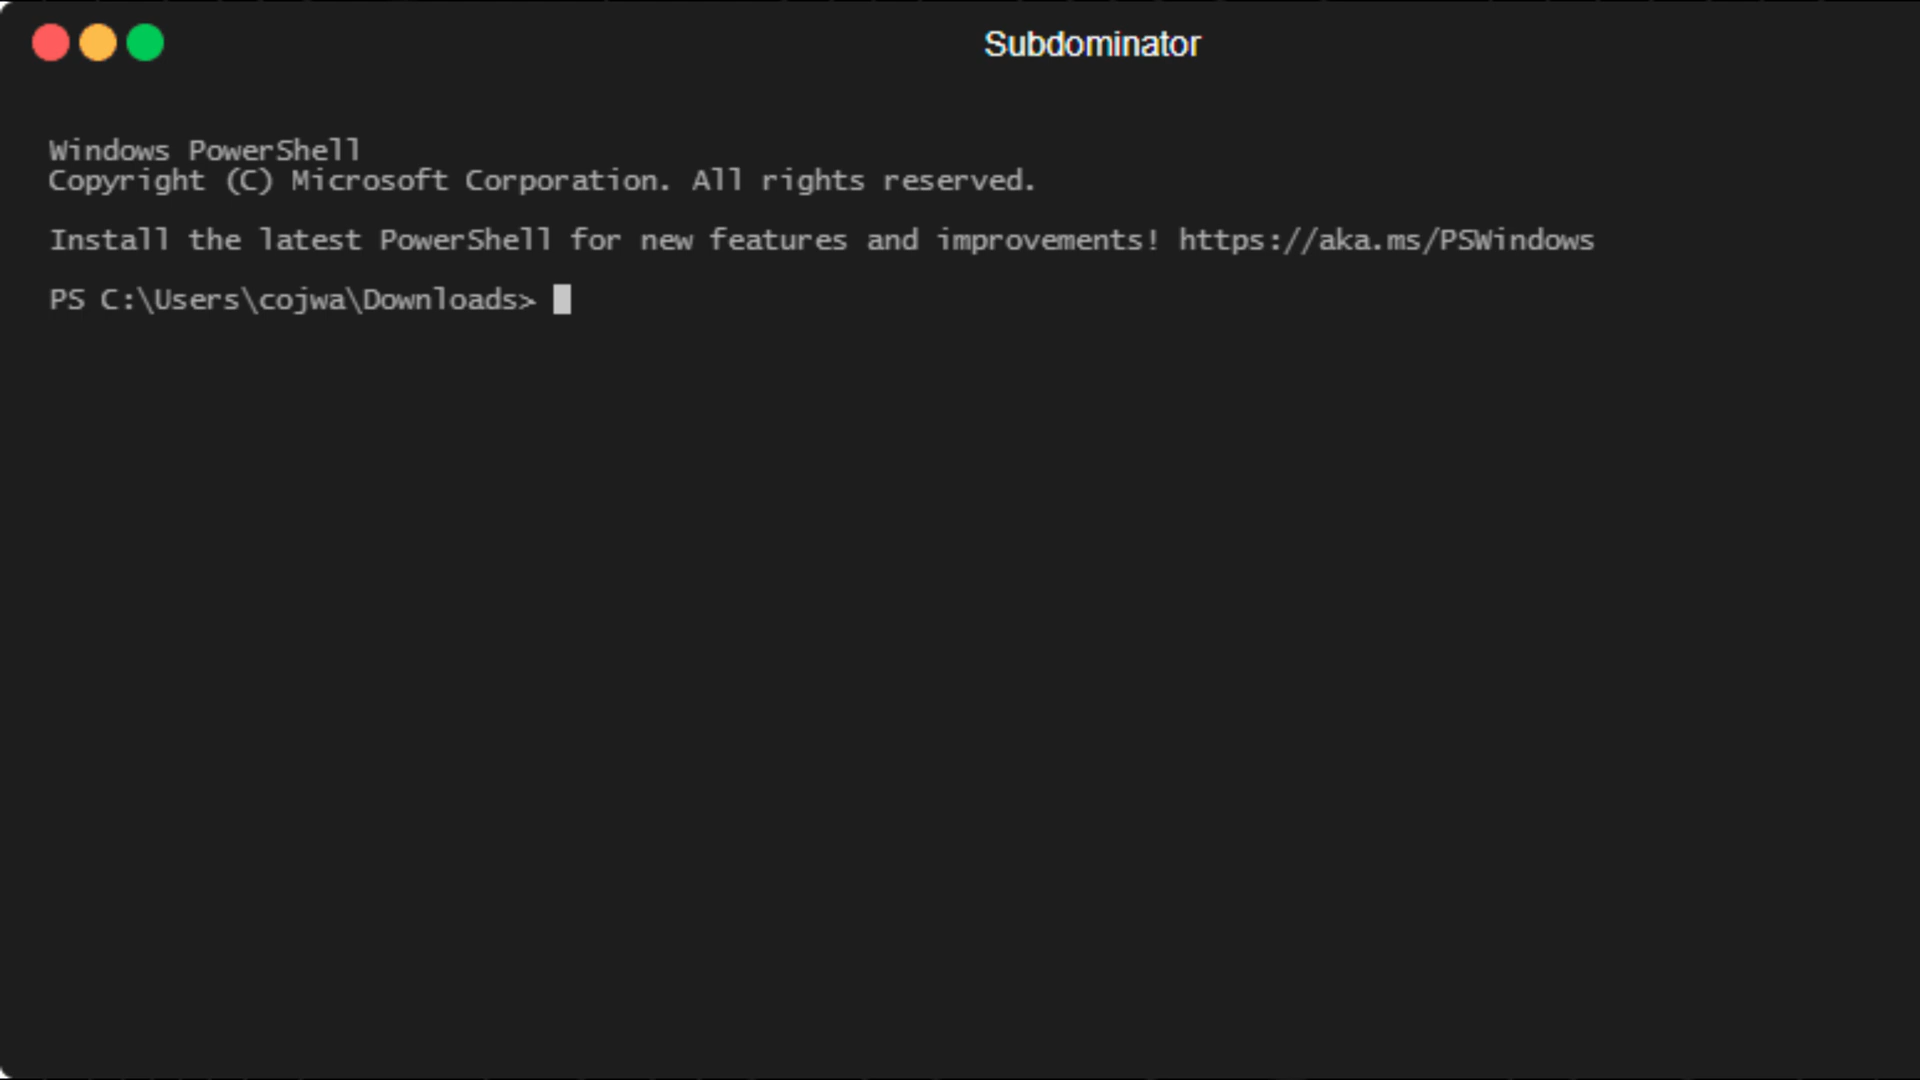 Subdominator
Windows PowerShell
Copyright (C) Microsoft Corporation. All rights reserved.
Install the latest PowerShell for new features and improvements! https://aka.ms/PSWindows
PS C:\Users\cojwa\Downloads>